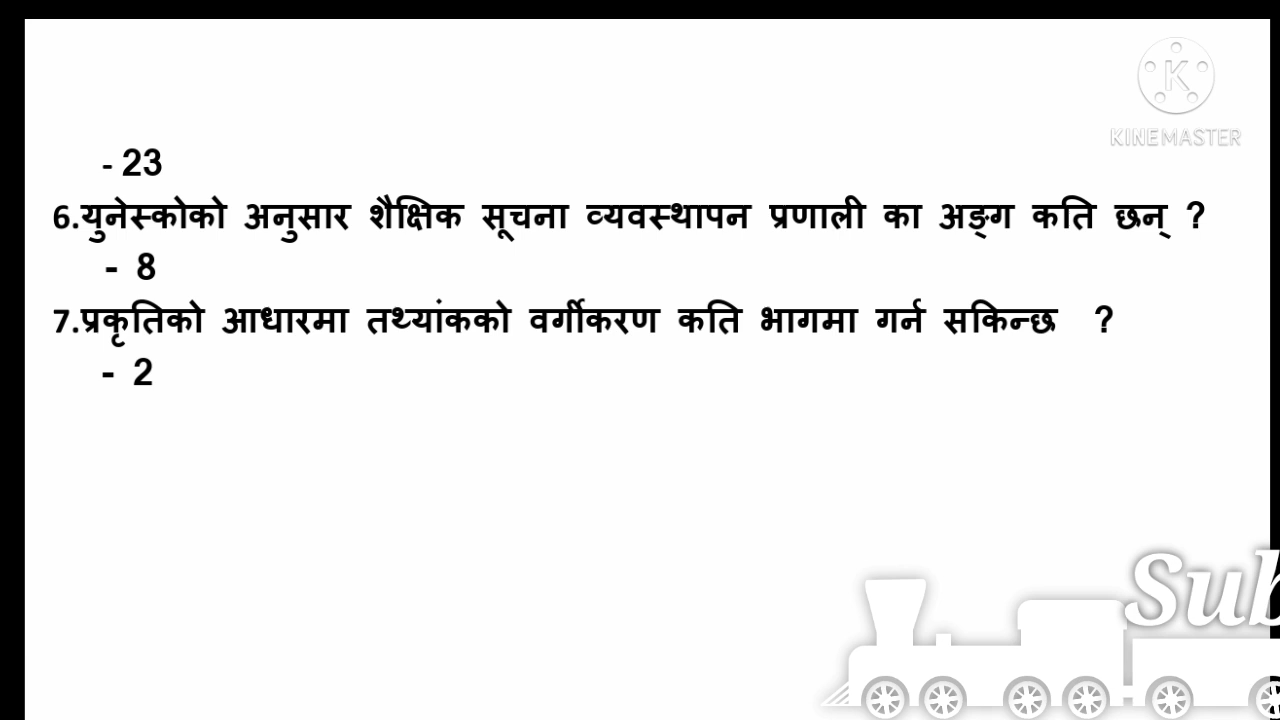 KINEMASTER
- 23
6.युनेस्कोको अनुसार शैक्षिक सूचना व्यवस्थापन प्रणाली का अङ्ग कति छन् ?
- 8
7.प्रकृतिको आधारमा तथ्यांकको वर्गीकरण कति भागमा गर्न सकिन्छ ?
- 2